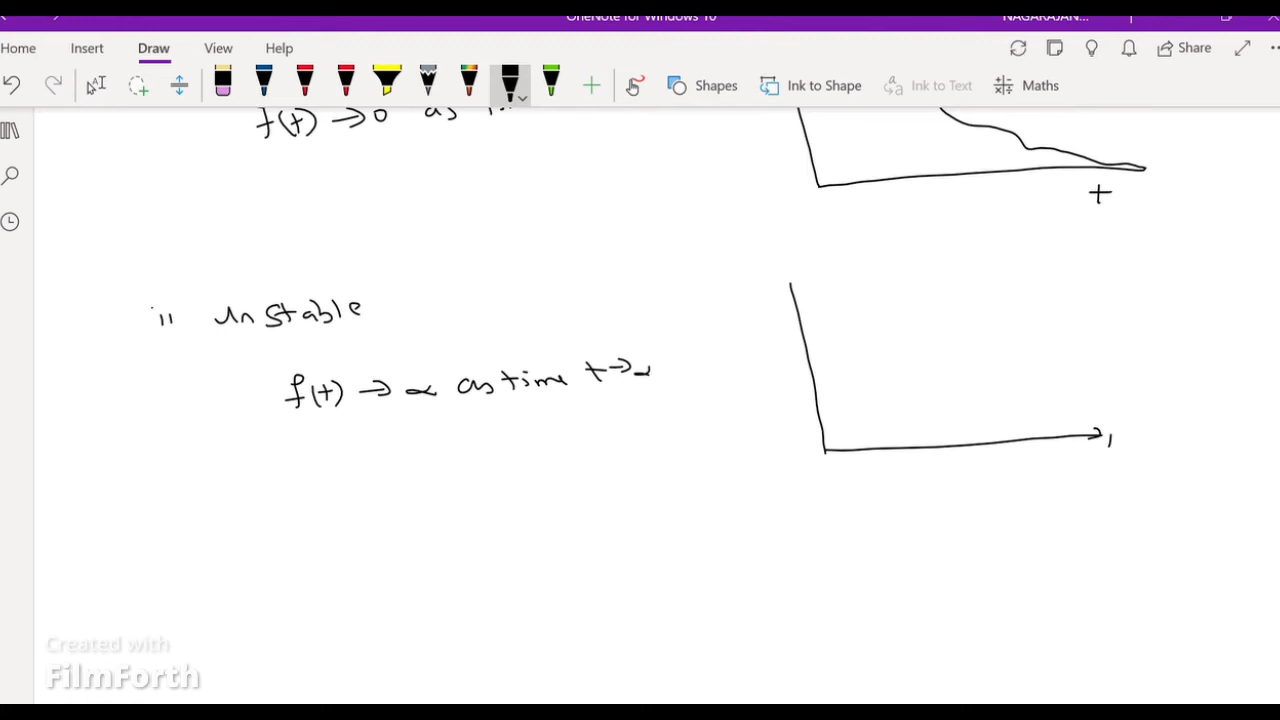 OneNote for Windows 10 NAGARAJAN...
Home Insert Draw View Help Share
Shapes Ink to Shape Ink to Text Maths
f(t) → 0 as
t
ii unstable
f(t) → ∝ as time t → ∝
Created with
FilmForth